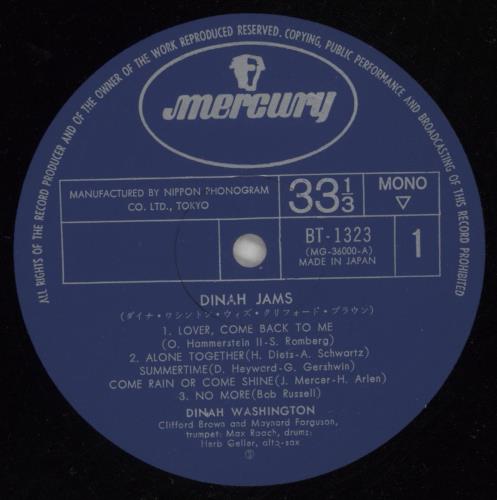 ALL RIGHTS OF THE RECORD PRODUCER AND OF THE OWNER OF THE WORK REPRODUCED RESERVED. COPYING, PUBLIC PERFORMANCE AND BROADCASTING OF THIS RECORD PROHIBITED
mercury
MANUFACTURED BY NIPPON PHONOGRAM
CO. LTD., TOKYO
33 1/3
MONO
▽
BT-1323
(MG-36000-A)
MADE IN JAPAN
1
DINAH JAMS
(ダイナ・ワシントン・ウィズ・クリフォード・ブラウン)
1. LOVER, COME BACK TO ME
(O. Hammerstein II-S. Romberg)
2. ALONE TOGETHER(H. Diets-A. Schwartz)
SUMMERTIME(D. Heyward-G. Gershwin)
COME RAIN OR COME SHINE(J. Mercer-H. Arlen)
3. NO MORE(Bob Russell)
DINAH WASHINGTON
Clifford Brown and Maynard Ferguson,
trumpet: Max Roach, drums:
Herb Geller, alto-sax